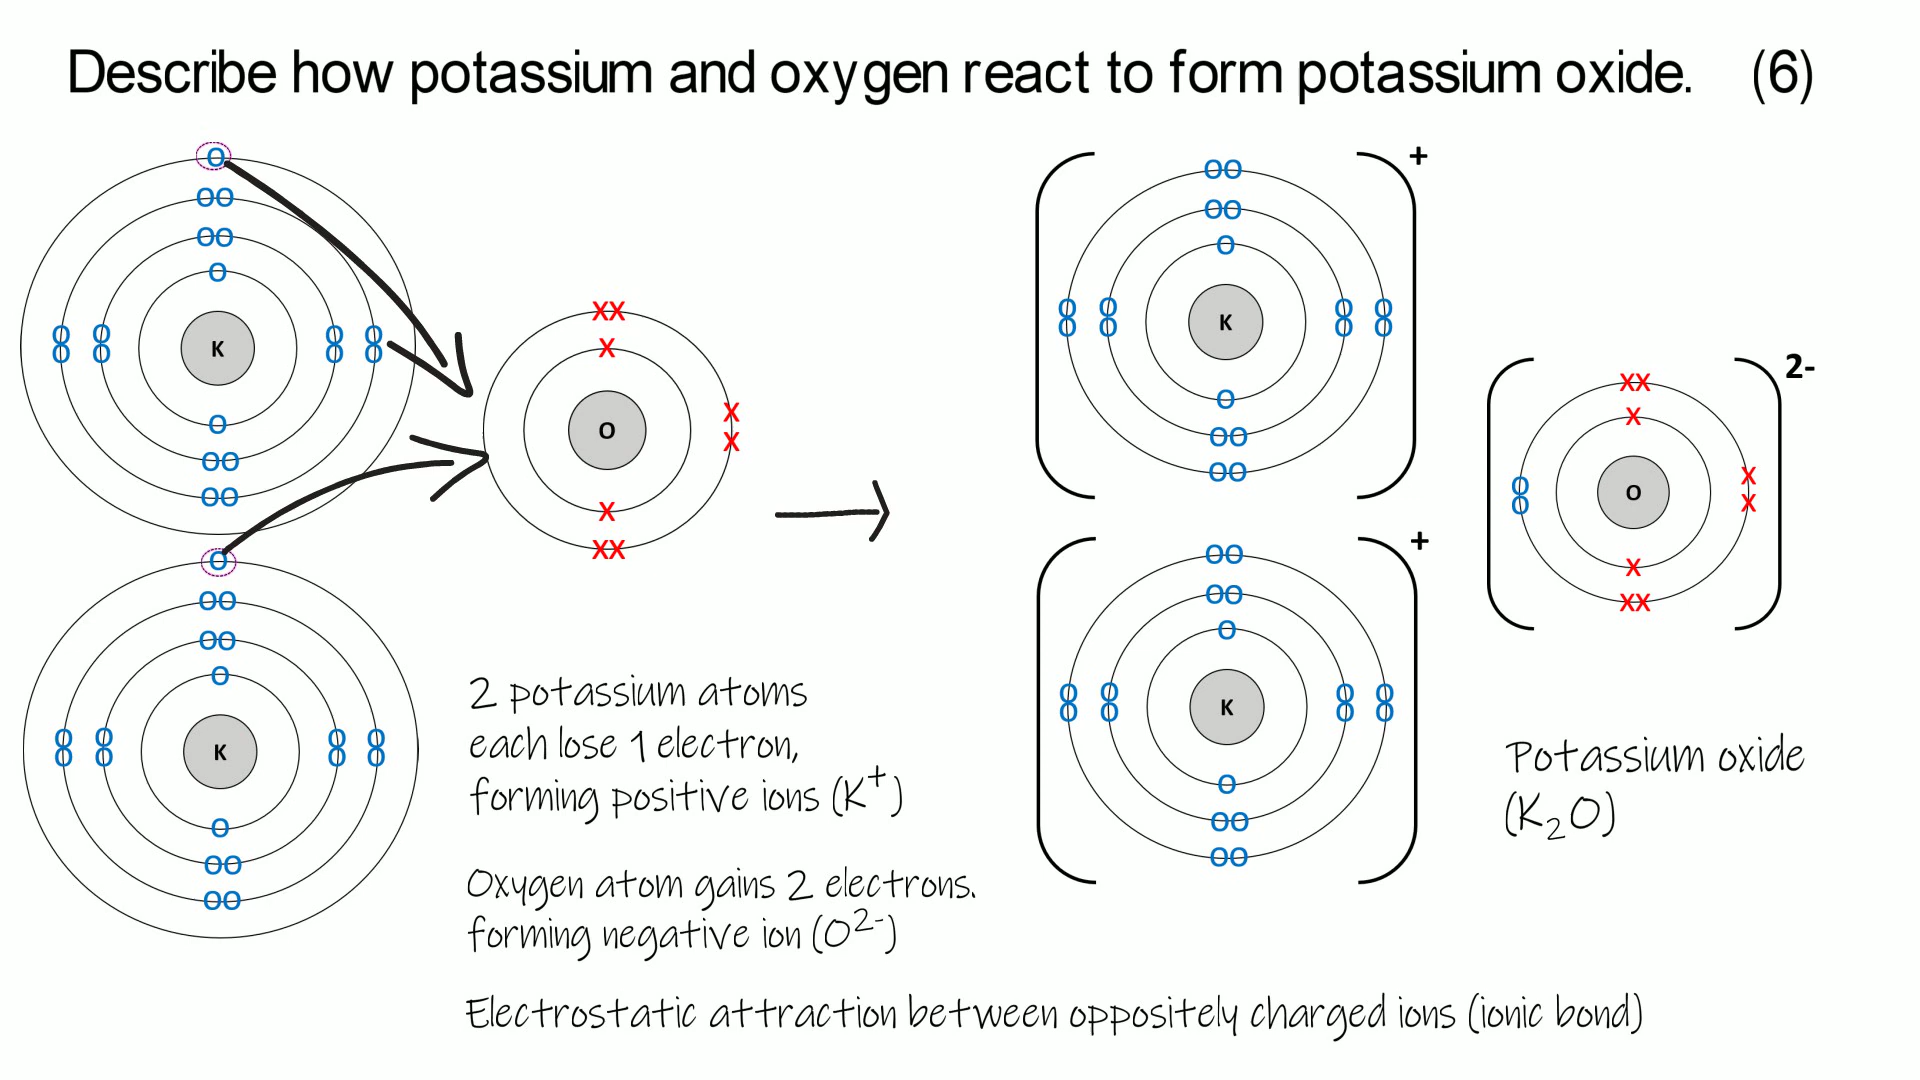 Describe how potassium and oxygen react to form potassium oxide. (6)
K
O
K
K
+
K
+
O
2-
2 potassium atoms
each lose 1 electron,
forming positive ions (K⁺)
Oxygen atom gains 2 electrons.
forming negative ion (O²⁻)
Potassium oxide
(K₂O)
Electrostatic attraction between oppositely charged ions (ionic bond)